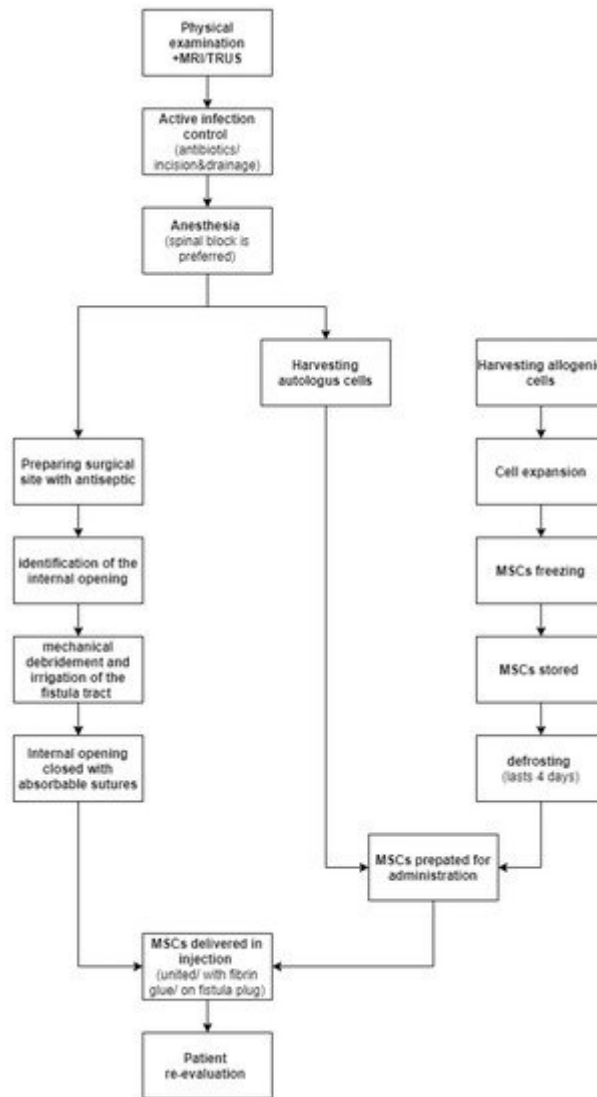 Physical
examination
+MRI/TRUS
Active infection
control
(antibiotics/
incision&drainage)
Anesthesia
(spinal block is
preferred)
Harvesting
autologus cells
Harvesting allogenic
cells
Preparing surgical
site with antiseptic
Cell expansion
identification of the
internal opening
MSCs freezing
mechanical
debridement and
irrigation of the
fistula tract
MSCs stored
Internal opening
closed with
absorbable sutures
defrosting
(lasts 4 days)
MSCs prepated for
administration
MSCs delivered in
injection
(united/ with fibrin
glue/ on fistula plug)
Patient
re-evaluation